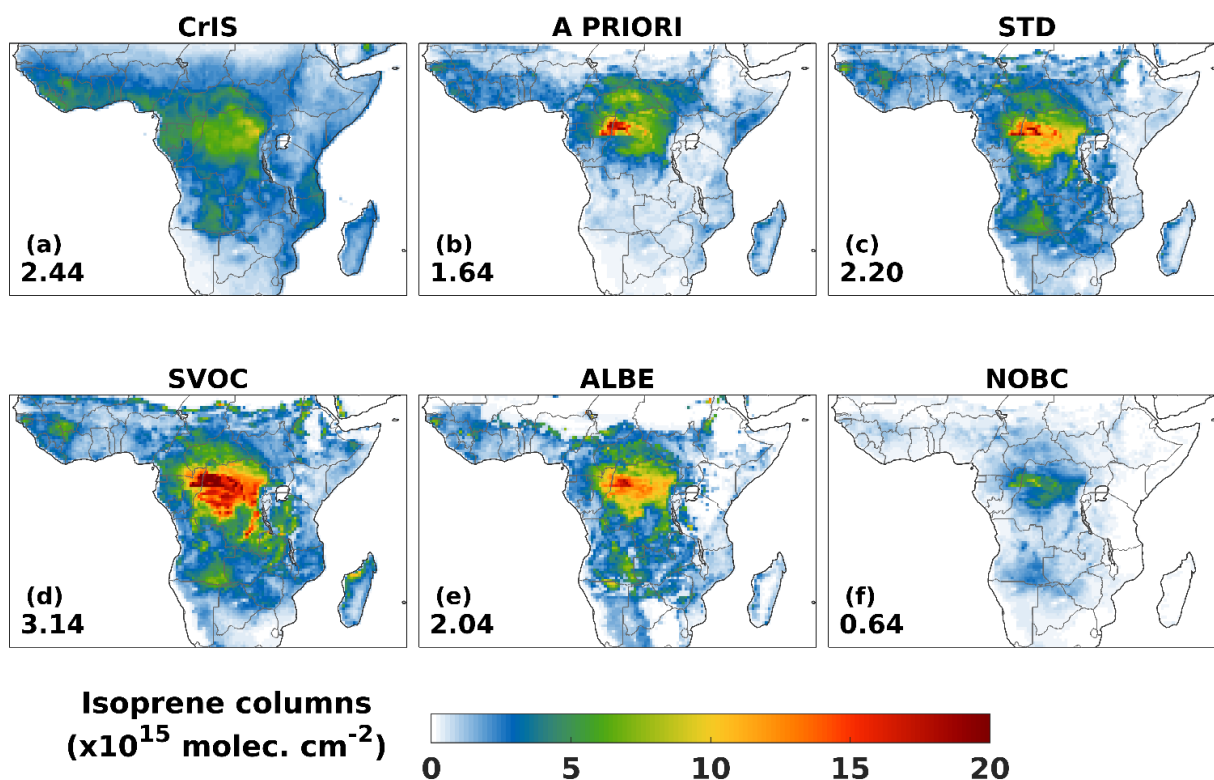 CrIS
A PRIORI
STD
(a)
2.44
(b)
1.64
(c)
2.20
SVOC
ALBE
NOBC
(d)
3.14
(e)
2.04
(f)
0.64
Isoprene columns
(x10¹⁵ molec. cm⁻²)
0 5 10 15 20